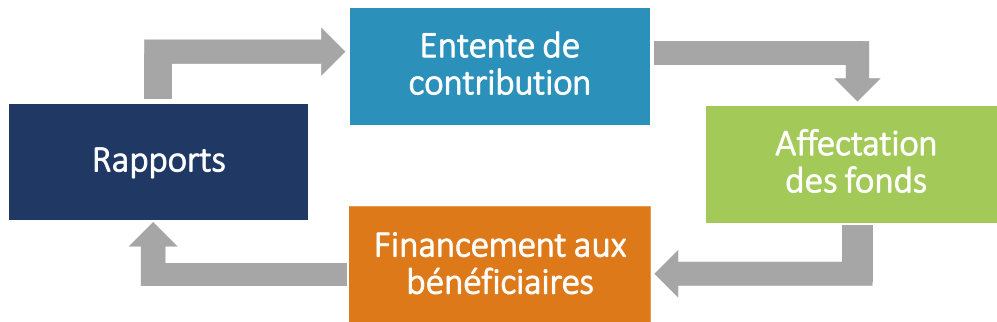 Entente de
contribution
Affectation
des fonds
Financement aux
bénéficiaires
Rapports